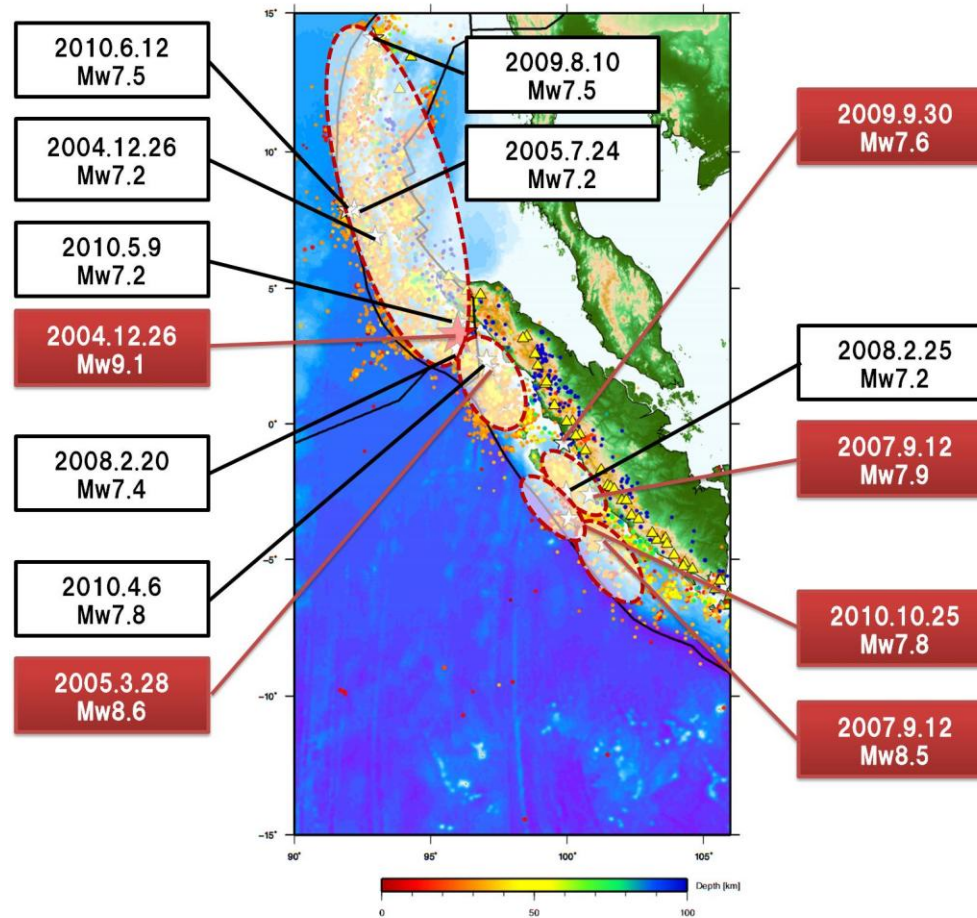 2010.6.12
Mw7.5
2004.12.26
Mw7.2
2010.5.9
Mw7.2
2004.12.26
Mw9.1
2008.2.20
Mw7.4
2010.4.6
Mw7.8
2005.3.28
Mw8.6
2009.8.10
Mw7.5
2005.7.24
Mw7.2
2009.9.30
Mw7.6
2008.2.25
Mw7.2
2007.9.12
Mw7.9
2010.10.25
Mw7.8
2007.9.12
Mw8.5
15°
10°
5°
0°
−5°
−10°
−15°
90°
95°
100°
105°
Depth [km]
0
50
100